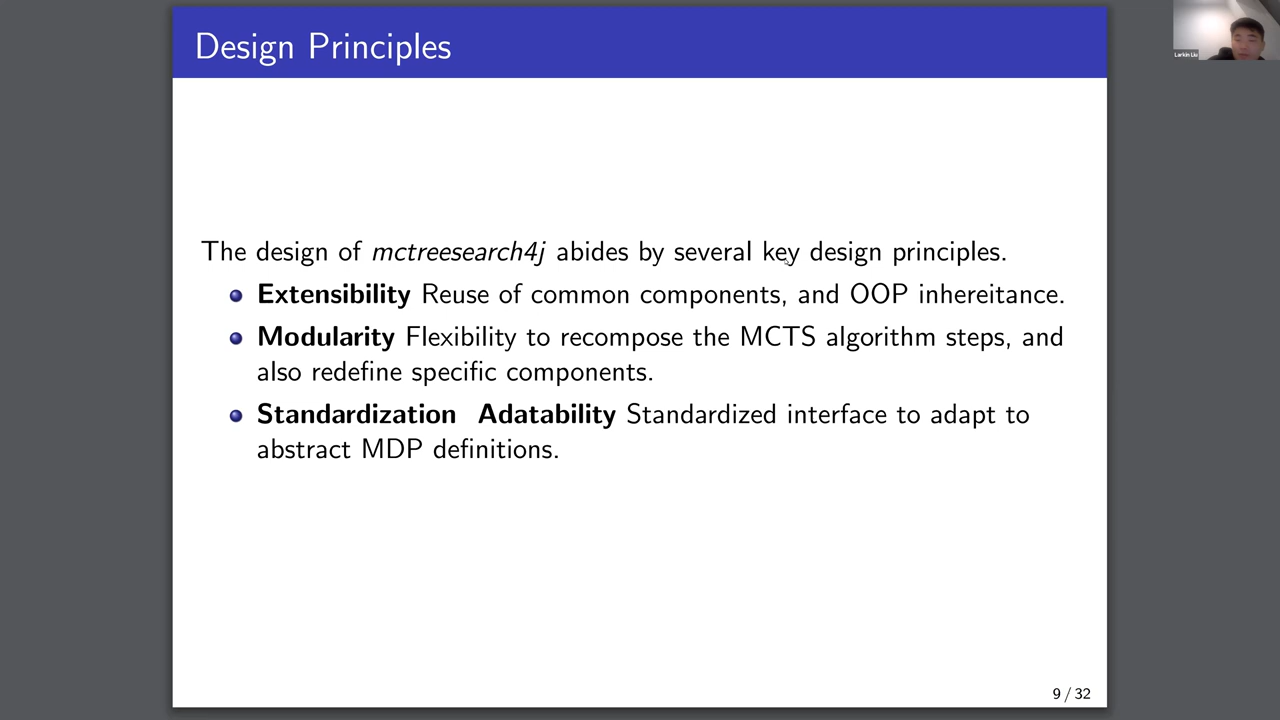 Design Principles
Larkin Liu
The design of mctreesearch4j abides by several key design principles.
Extensibility Reuse of common components, and OOP inhereitance.
Modularity Flexibility to recompose the MCTS algorithm steps, and
also redefine specific components.
Standardization Adatability Standardized interface to adapt to
abstract MDP definitions.
9 / 32